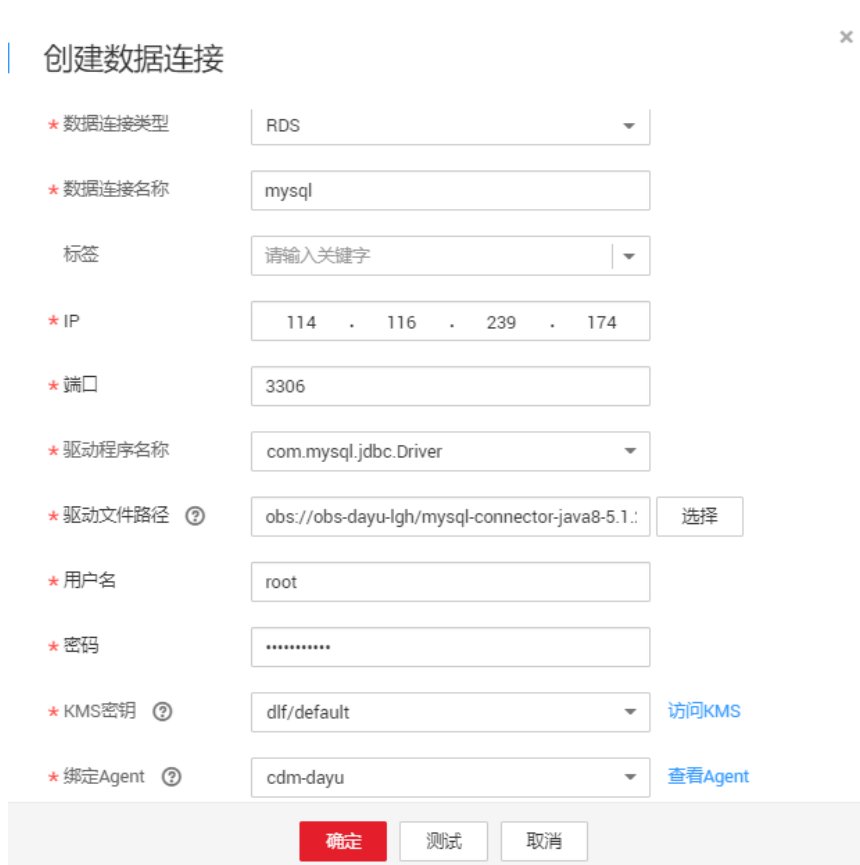 创建数据连接
* 数据连接类型 RDS
* 数据连接名称 mysql
标签 请输入关键字
* IP 114 . 116 . 239 . 174
* 端口 3306
* 驱动程序名称 com.mysql.jdbc.Driver
* 驱动文件路径 obs://obs-dayu-lgh/mysql-connector-java8-5.1. 选择
* 用户名 root
* 密码 •••••••••••
* KMS密钥 dlf/default 访问KMS
* 绑定Agent cdm-dayu 查看Agent
确定 测试 取消